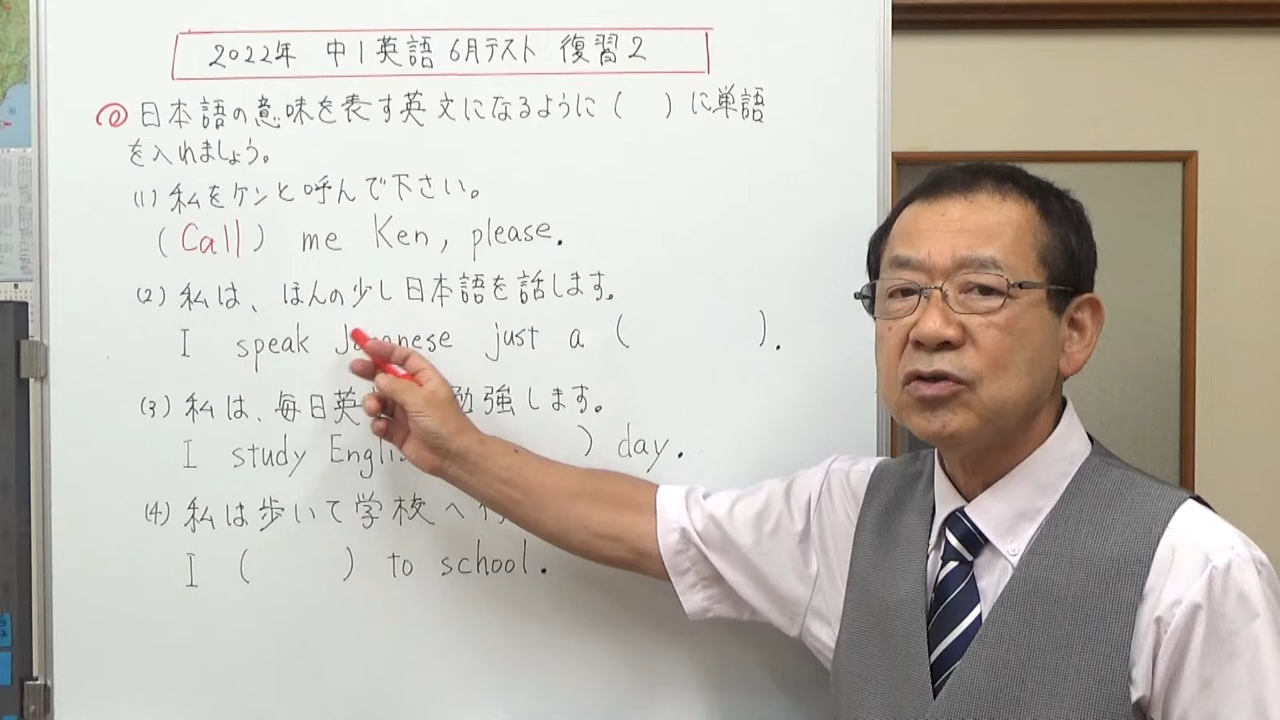 2022年 中1英語 6月テスト 復習2
日本語の意味を表す英文になるように( )に単語
を入れましょう。
(1) 私をケンと呼んで下さい。
(Call) me Ken, please.
(2) 私は、ほんの少し日本語を話します。
I speak Japanese just a ( ).
(3) 私は、毎日英 勉強します。
I study Englis ) day.
(4) 私は歩いて学校へ
I ( ) to school.